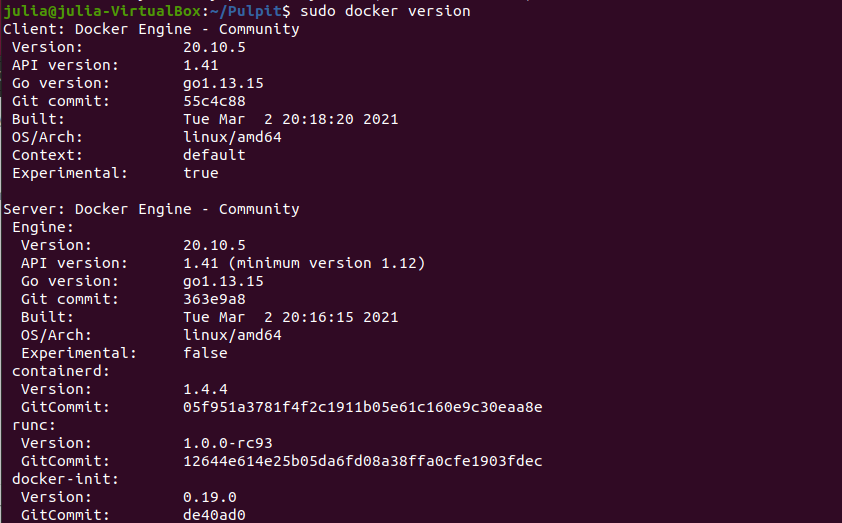 julia@julia-VirtualBox:~/Pulpit$ sudo docker version
Client: Docker Engine - Community
 Version:           20.10.5
 API version:       1.41
 Go version:        go1.13.15
 Git commit:        55c4c88
 Built:             Tue Mar  2 20:18:20 2021
 OS/Arch:           linux/amd64
 Context:           default
 Experimental:      true

Server: Docker Engine - Community
 Engine:
  Version:          20.10.5
  API version:      1.41 (minimum version 1.12)
  Go version:       go1.13.15
  Git commit:       363e9a8
  Built:            Tue Mar  2 20:16:15 2021
  OS/Arch:          linux/amd64
  Experimental:     false
 containerd:
  Version:          1.4.4
  GitCommit:        05f951a3781f4f2c1911b05e61c160e9c30eaa8e
 runc:
  Version:          1.0.0-rc93
  GitCommit:        12644e614e25b05da6fd08a38ffa0cfe1903fdec
 docker-init:
  Version:          0.19.0
  GitCommit:        de40ad0